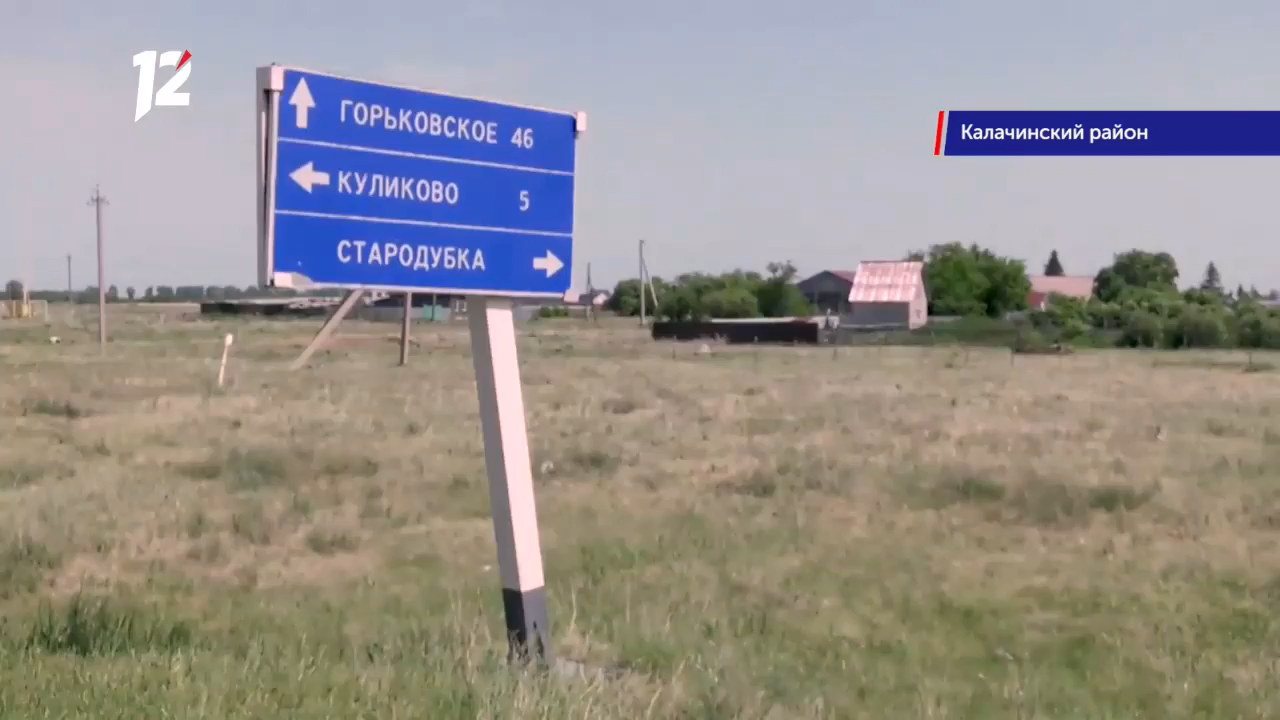 12
ГОРЬКОВСКОЕ 46
КУЛИКОВО 5
СТАРОДУБКА
Калачинский район